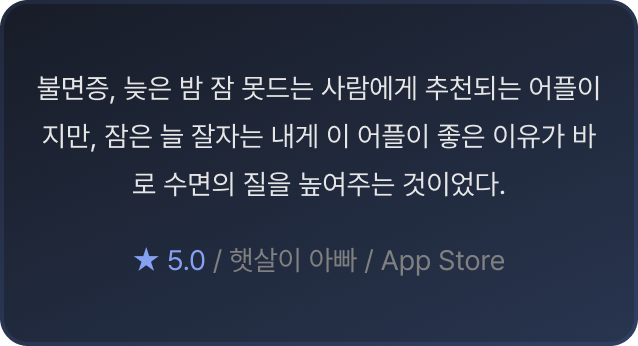 불면증, 늦은 밤 잠 못드는 사람에게 추천되는 어플이
지만, 잠은 늘 잘자는 내게 이 어플이 좋은 이유가 바
로 수면의 질을 높여주는 것이었다.
★ 5.0 / 햇살이 아빠 / App Store